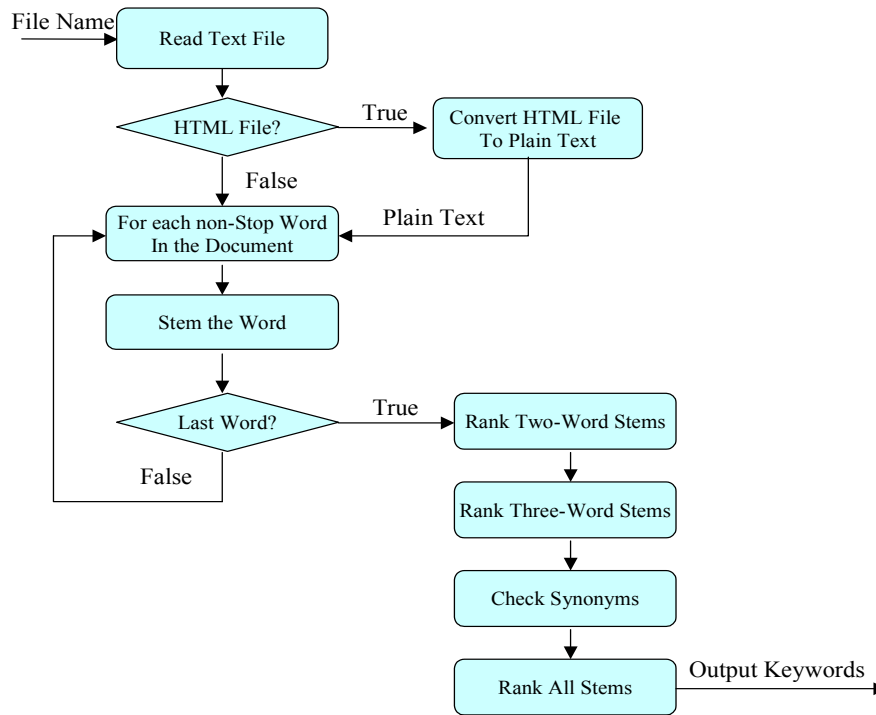 File Name
Read Text File
HTML File?
True
Convert HTML File
To Plain Text
False
For each non-Stop Word
In the Document
Plain Text
Stem the Word
Last Word?
True
Rank Two-Word Stems
False
Rank Three-Word Stems
Check Synonyms
Rank All Stems
Output Keywords